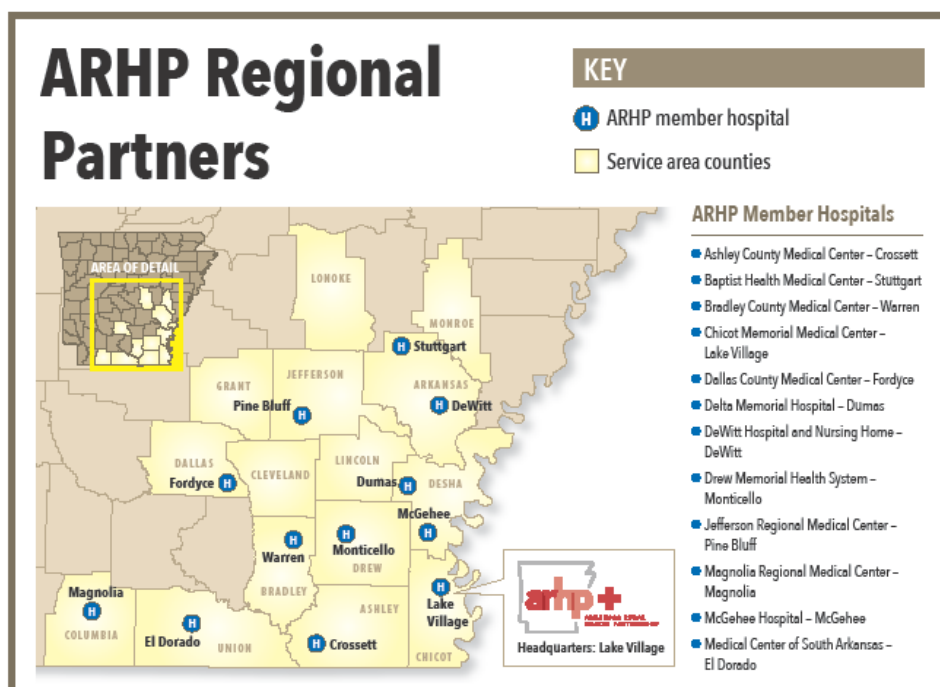 ARHP Regional
Partners
KEY
H ARHP member hospital
Service area counties
AREA OF DETAIL
LONOKE
MONROE
H Stuttgart
GRANT
JEFFERSON
ARKANSAS
Pine Bluff H
H DeWitt
DALLAS
Fordyce H
CLEVELAND
LINCOLN
Dumas H
DESHA
McGehee
H
H
Warren
H
Monticello
DREW
BRADLEY
Magnolia
H
COLUMBIA
H
El Dorado
UNION
ASHLEY
H Crossett
H
Lake
Village
CHICOT
arhp+
Headquarters: Lake Village
ARHP Member Hospitals
Ashley County Medical Center – Crossett
Baptist Health Medical Center – Stuttgart
Bradley County Medical Center – Warren
Chicot Memorial Medical Center –
Lake Village
Dallas County Medical Center – Fordyce
Delta Memorial Hospital – Dumas
DeWitt Hospital and Nursing Home –
DeWitt
Drew Memorial Health System –
Monticello
Jefferson Regional Medical Center –
Pine Bluff
Magnolia Regional Medical Center –
Magnolia
McGehee Hospital – McGehee
Medical Center of South Arkansas –
El Dorado